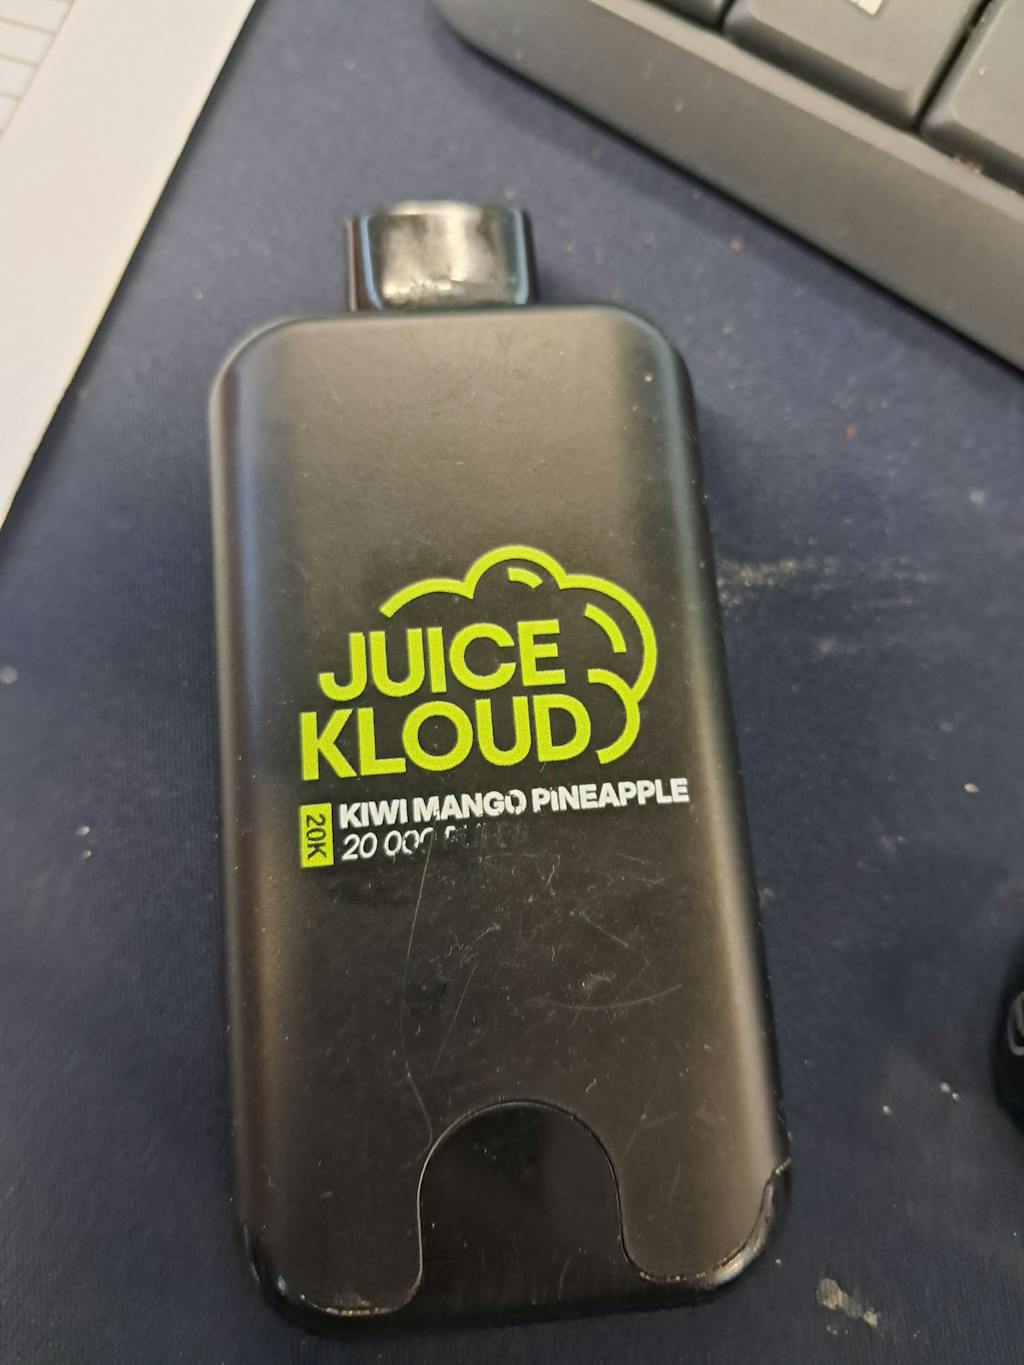 JUICE
KLOUD
20K
KIWI MANGO PINEAPPLE
20 000